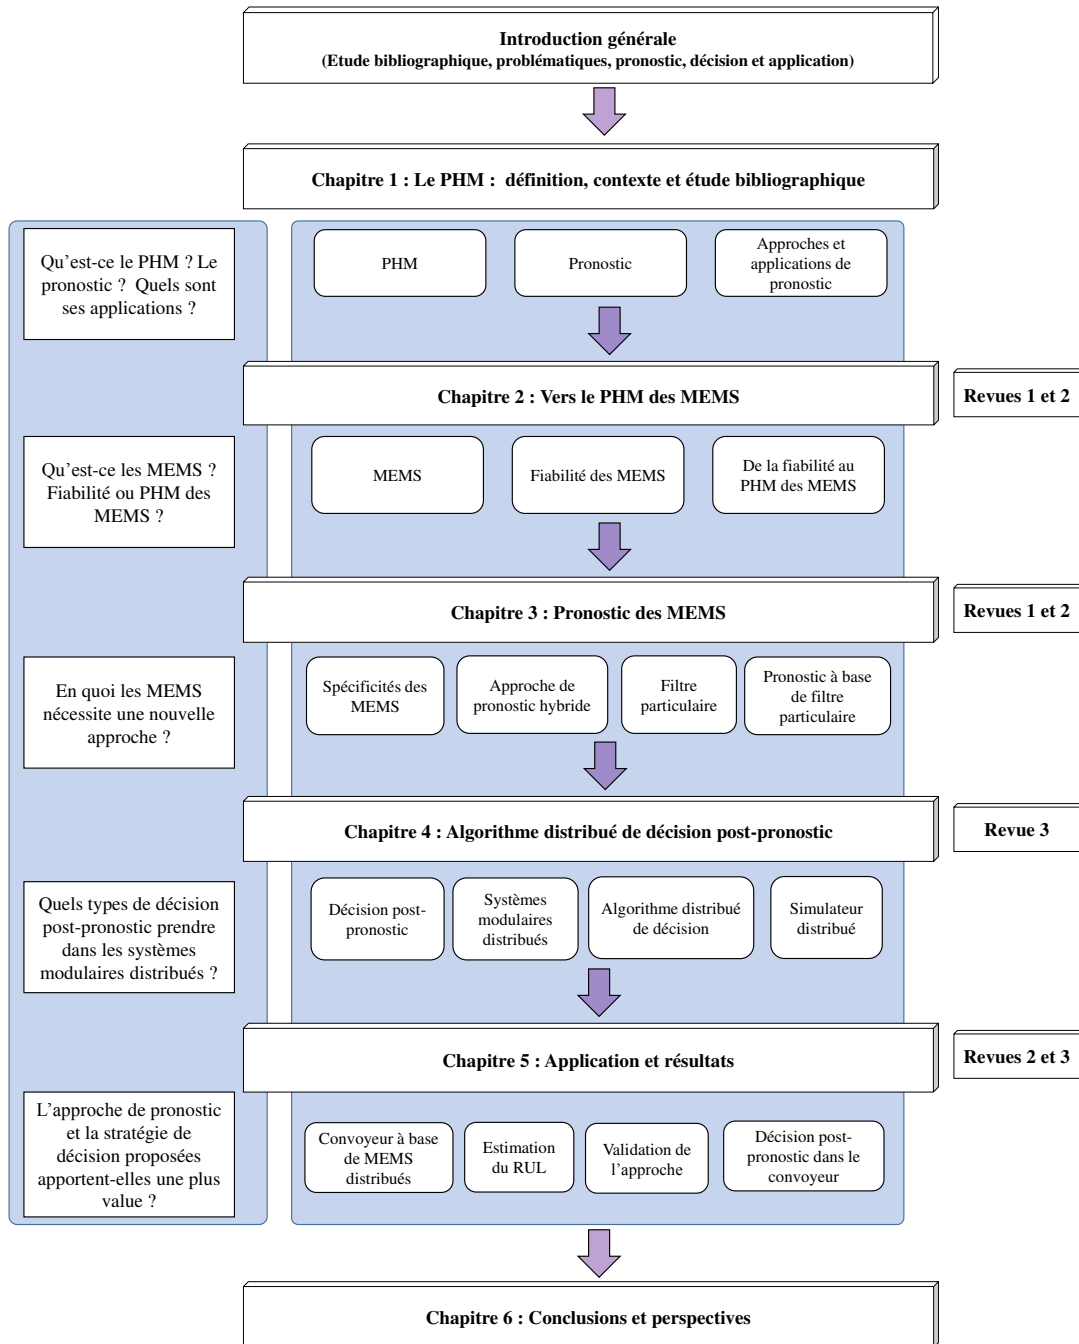 Introduction générale
(Etude bibliographique, problématiques, pronostic, décision et application)
Chapitre 1 : Le PHM : définition, contexte et étude bibliographique
Qu'est-ce le PHM ? Le
pronostic ? Quels sont
ses applications ?
PHM
Pronostic
Approches et
applications de
pronostic
Chapitre 2 : Vers le PHM des MEMS
Revues 1 et 2
Qu'est-ce les MEMS ?
Fiabilité ou PHM des
MEMS ?
MEMS
Fiabilité des MEMS
De la fiabilité au
PHM des MEMS
Chapitre 3 : Pronostic des MEMS
Revues 1 et 2
En quoi les MEMS
nécessite une nouvelle
approche ?
Spécificités des
MEMS
Approche de
pronostic hybride
Filtre
particulaire
Pronostic à base
de filtre
particulaire
Chapitre 4 : Algorithme distribué de décision post-pronostic
Revue 3
Quels types de décision
post-pronostic prendre
dans les systèmes
modulaires distribués ?
Décision post-
pronostic
Systèmes
modulaires
distribués
Algorithme distribué
de décision
Simulateur
distribué
Chapitre 5 : Application et résultats
Revues 2 et 3
L'approche de pronostic
et la stratégie de
décision proposées
apportent-elles une plus
value ?
Convoyeur à base
de MEMS
distribués
Estimation
du RUL
Validation de
l'approche
Décision post-
pronostic dans le
convoyeur
Chapitre 6 : Conclusions et perspectives